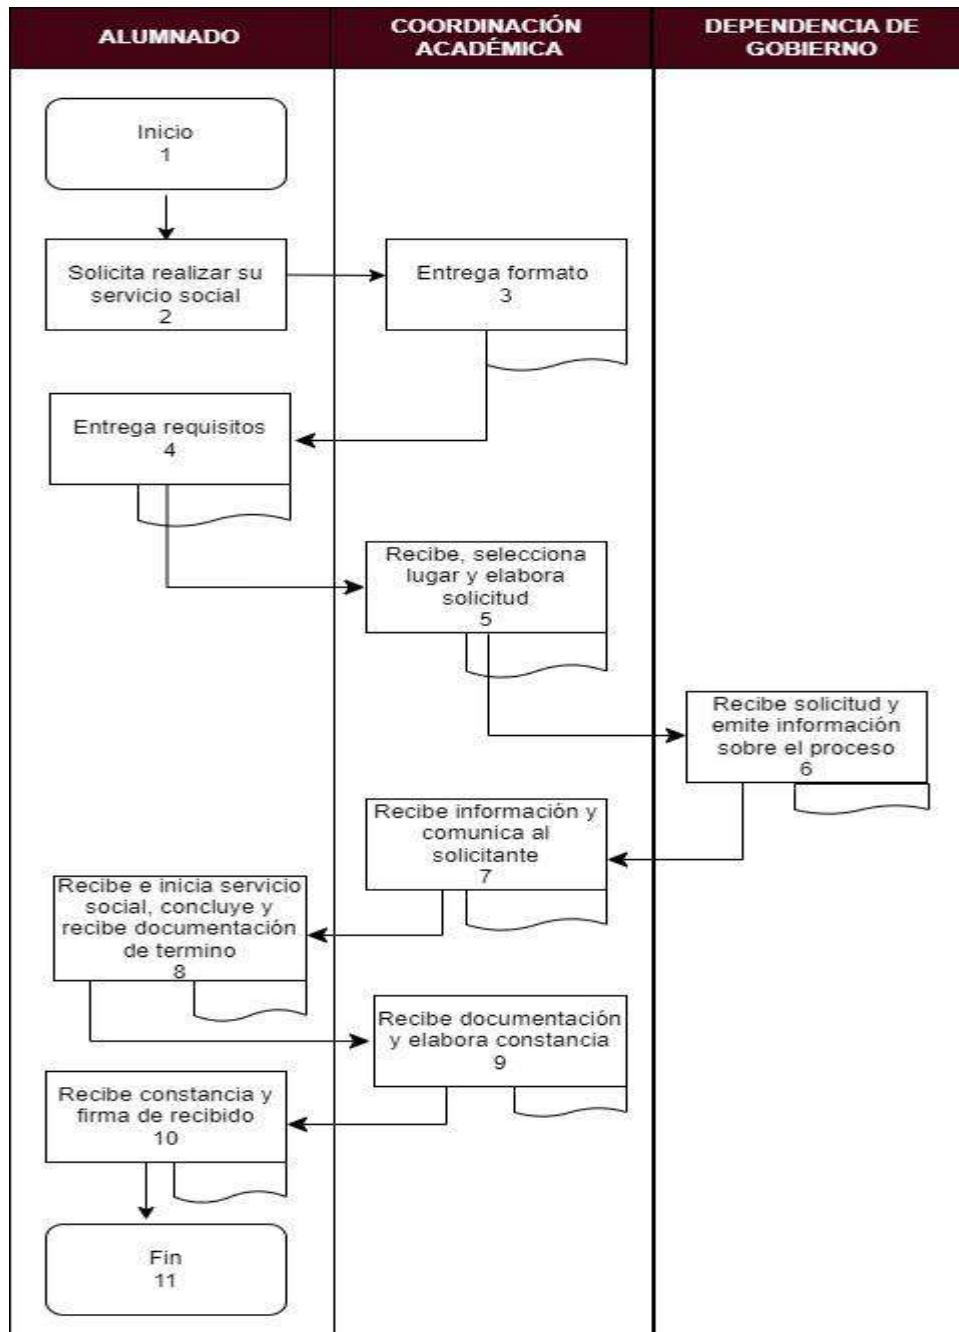 ALUMNADO
COORDINACIÓN
ACADÉMICA
DEPENDENCIA DE
GOBIERNO
Inicio
1
Solicita realizar su
servicio social
2
Entrega formato
3
Entrega requisitos
4
Recibe, selecciona
lugar y elabora
solicitud
5
Recibe solicitud y
emite información
sobre el proceso
6
Recibe información y
comunica al
solicitante
7
Recibe e inicia servicio
social, concluye y
recibe documentación
de termino
8
Recibe documentación
y elabora constancia
9
Recibe constancia y
firma de recibido
10
Fin
11